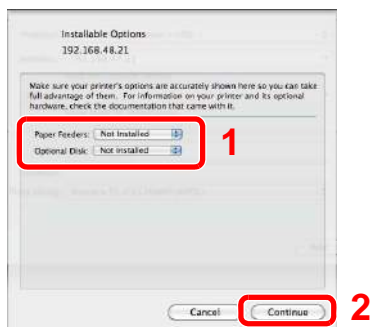 Installable Options
192.168.48.21
Make sure your printer's options are accurately shown here so you can take
full advantage of them. For information on your printer and its optional
hardware, check the documentation that came with it.
Paper Feeders: Not Installed
Optional Disk: Not Installed
1
Cancel Continue 2